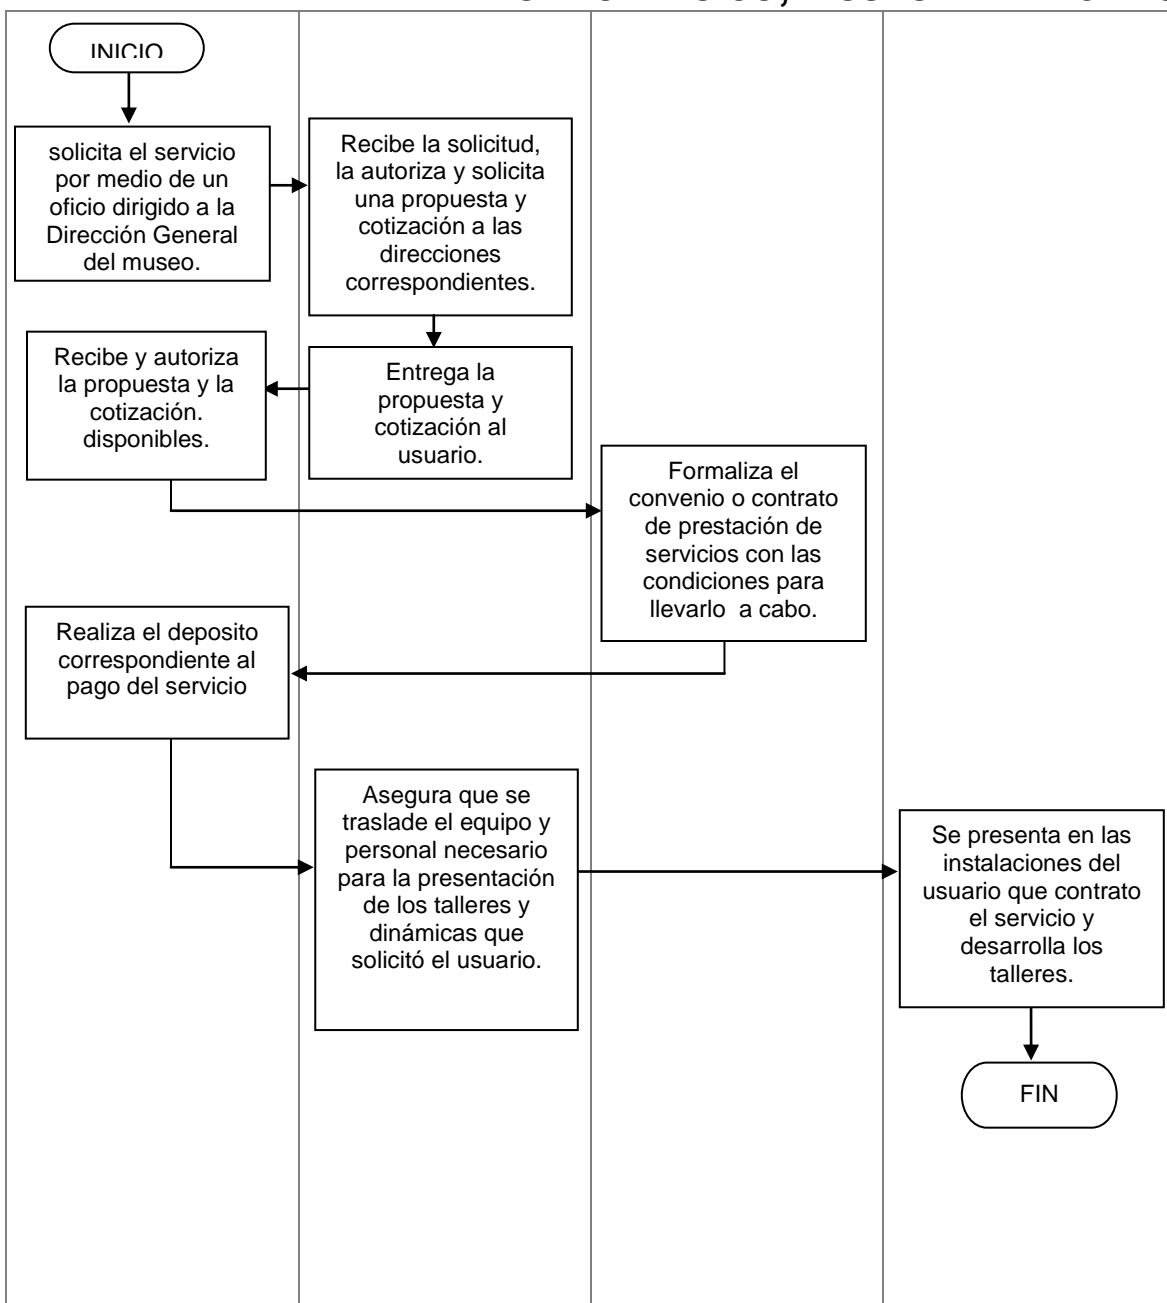 INICIO
solicita el servicio
por medio de un
oficio dirigido a la
Dirección General
del museo.
Recibe la solicitud,
la autoriza y solicita
una propuesta y
cotización a las
direcciones
correspondientes.
Recibe y autoriza
la propuesta y la
cotización.
disponibles.
Entrega la
propuesta y
cotización al
usuario.
Formaliza el
convenio o contrato
de prestación de
servicios con las
condiciones para
llevarlo a cabo.
Realiza el deposito
correspondiente al
pago del servicio
Asegura que se
traslade el equipo y
personal necesario
para la presentación
de los talleres y
dinámicas que
solicitó el usuario.
Se presenta en las
instalaciones del
usuario que contrato
el servicio y
desarrolla los
talleres.
FIN